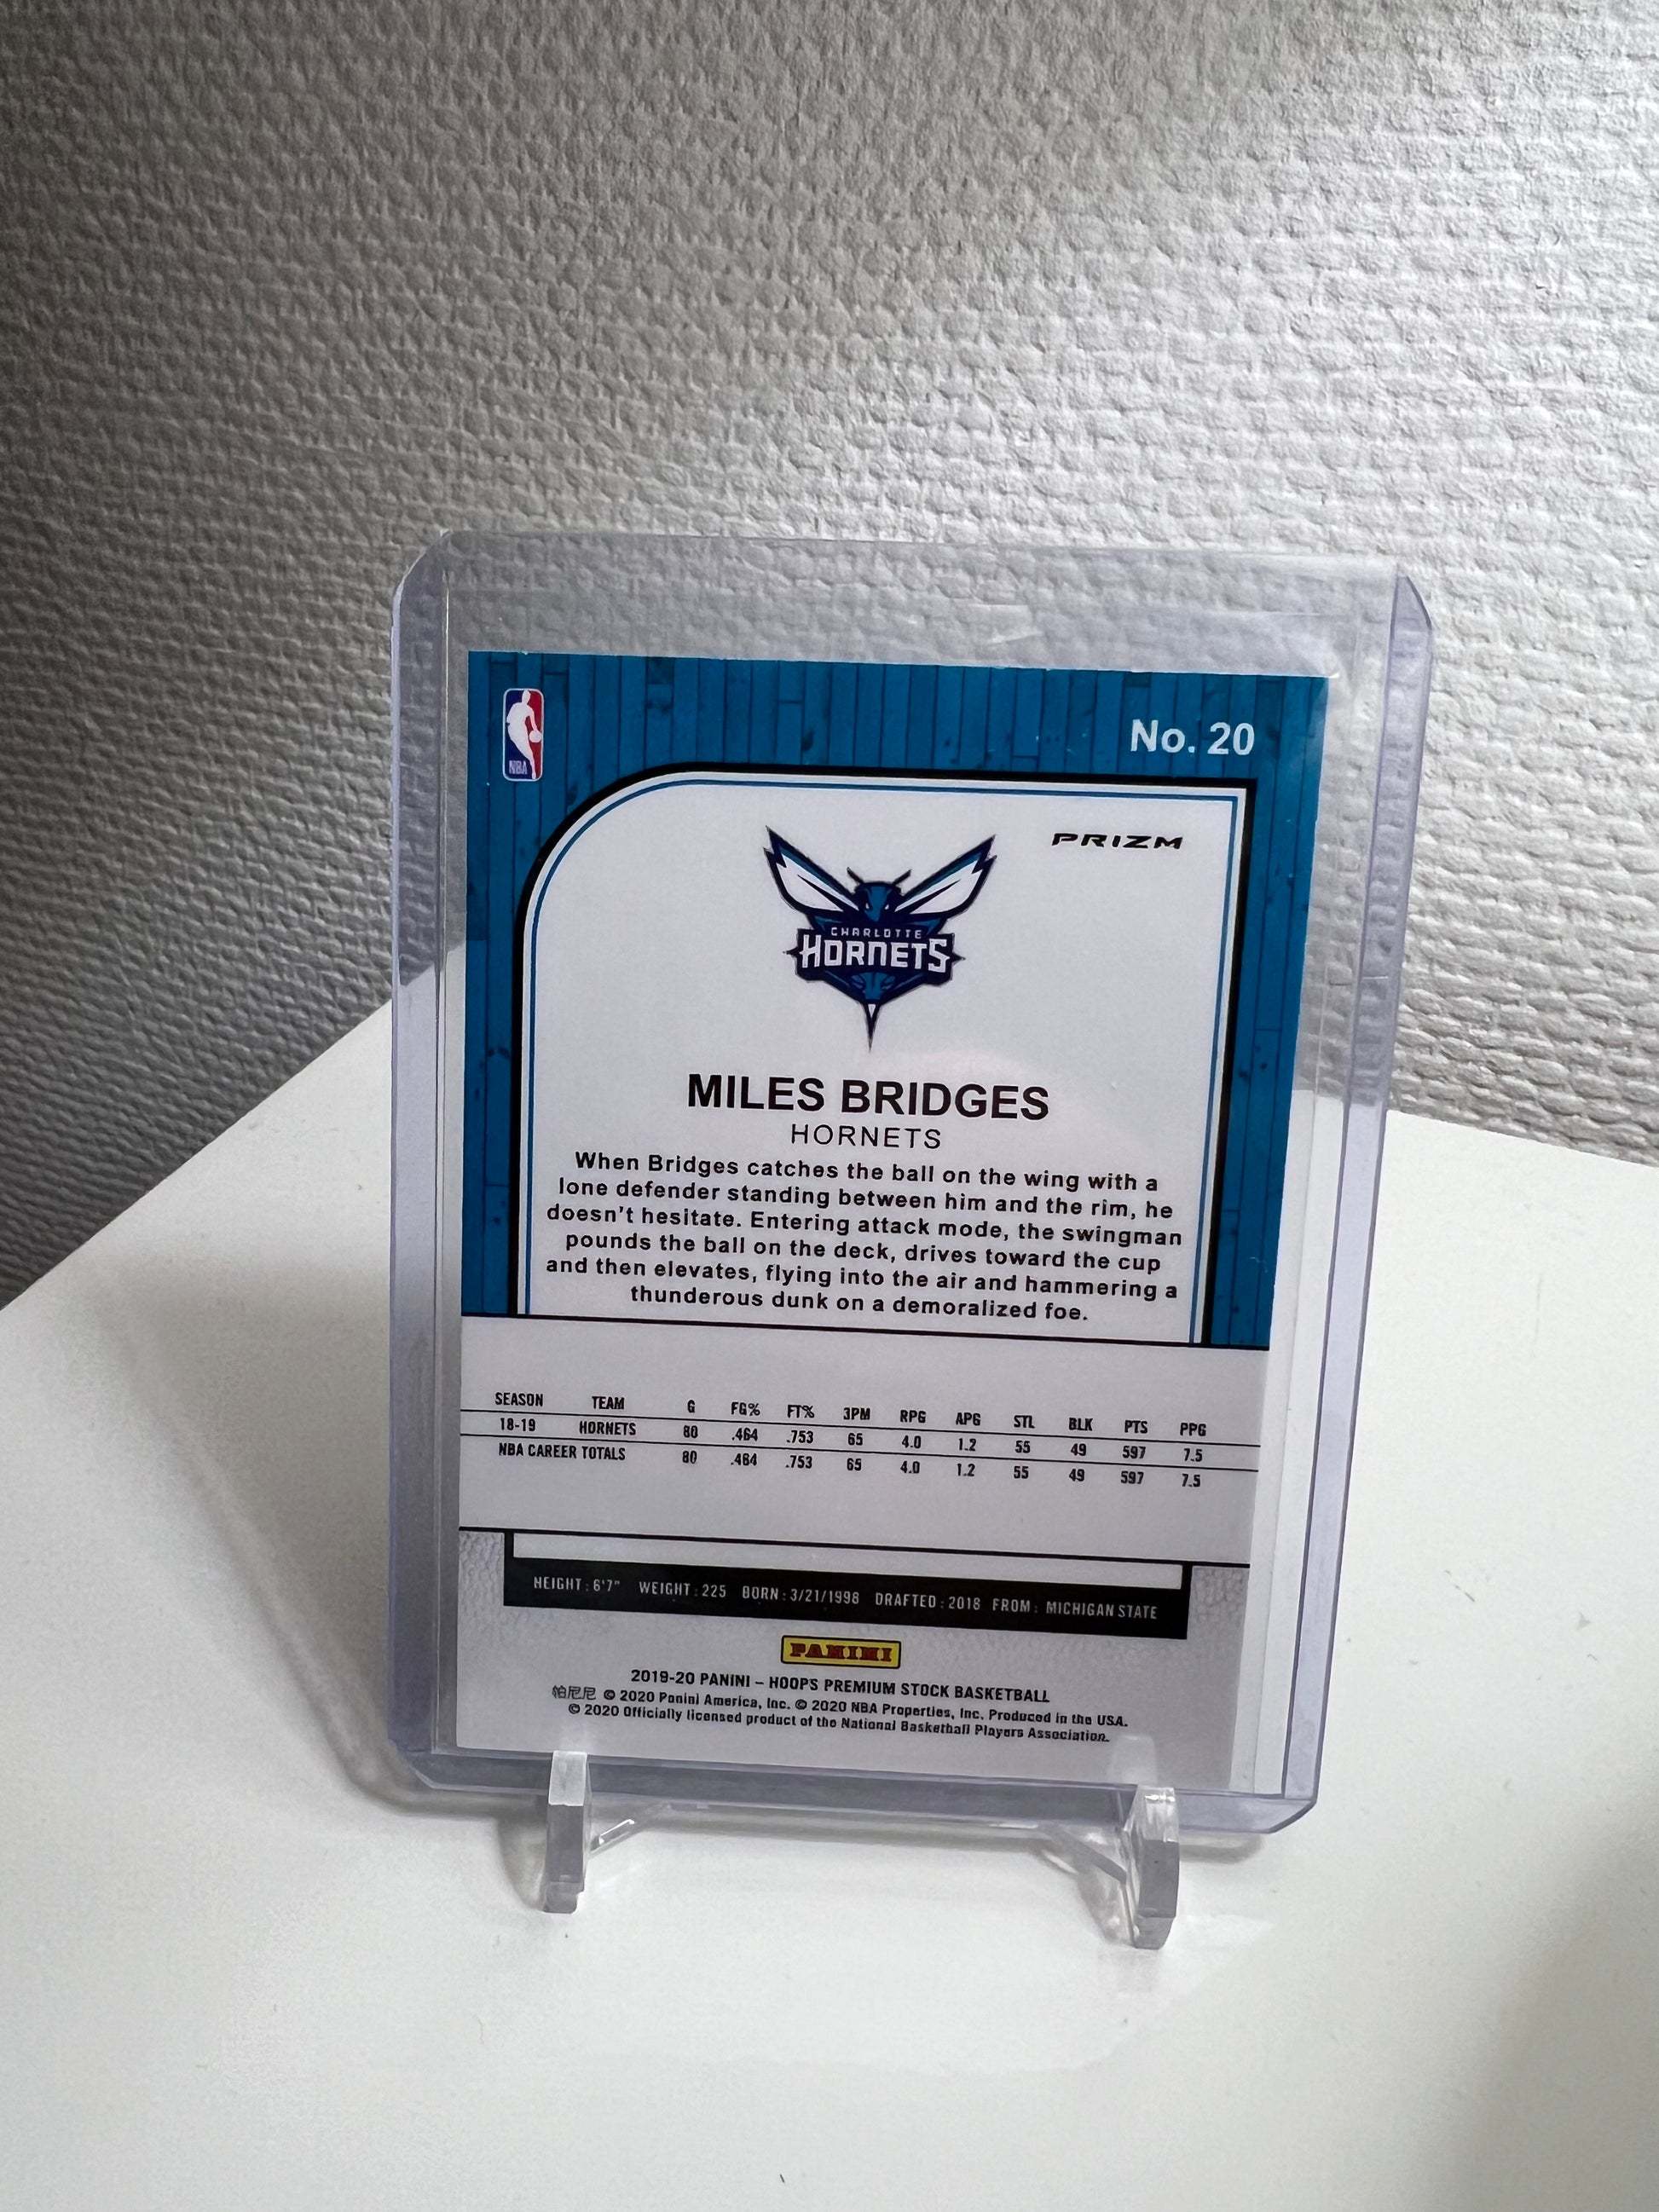 NBA
No. 20
PRIZM
CHARLOTTE
HORNETS
MILES BRIDGES
HORNETS
When Bridges catches the ball on the wing with a
lone defender standing between him and the rim, he
doesn't hesitate. Entering attack mode, the swingman
pounds the ball on the deck, drives toward the cup
and then elevates, flying into the air and hammering a
thunderous dunk on a demoralized foe.
SEASON TEAM G FG% FT% 3PM RPG APG STL BLK PTS PPG
18-19 HORNETS 80 .464 .753 65 4.0 1.2 55 49 597 7.5
NBA CAREER TOTALS 80 .464 .753 65 4.0 1.2 55 49 597 7.5
HEIGHT: 6'7" WEIGHT: 225 BORN: 3/21/1998 DRAFTED: 2018 FROM: MICHIGAN STATE
PANINI
2019-20 PANINI – HOOPS PREMIUM STOCK BASKETBALL
帕尼尼 © 2020 Panini America, Inc. © 2020 NBA Properties, Inc. Produced in the USA.
© 2020 Officially licensed product of the National Basketball Players Association.